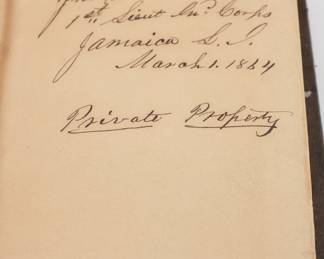 1st Lieut Inv'd Corps
Jamaica L. I.
March 1. 1864
Private Property